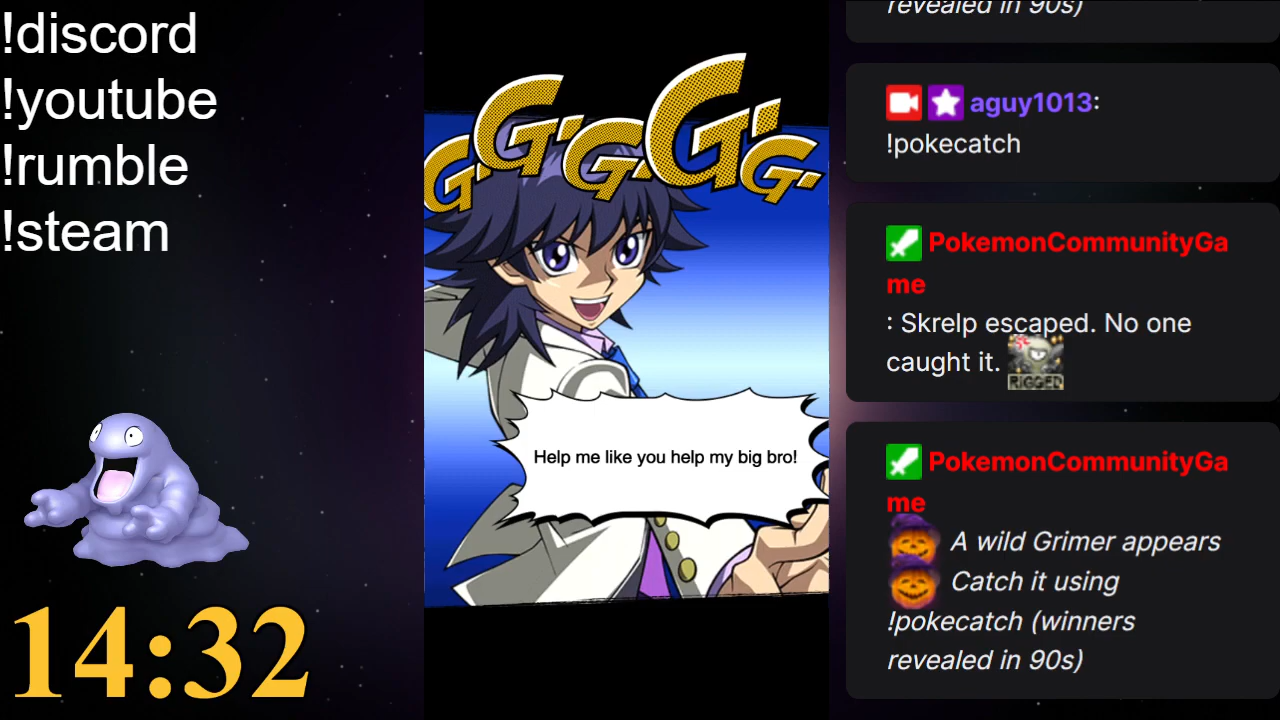 !discord
!youtube
!rumble
!steam
14:32
G G G G G
Help me like you help my big bro!
revealed in 90s)
aguy1013:
!pokecatch
PokemonCommunityGa
me
: Skrelp escaped. No one
caught it.
RIGGED
PokemonCommunityGa
me
A wild Grimer appears
Catch it using
!pokecatch (winners
revealed in 90s)